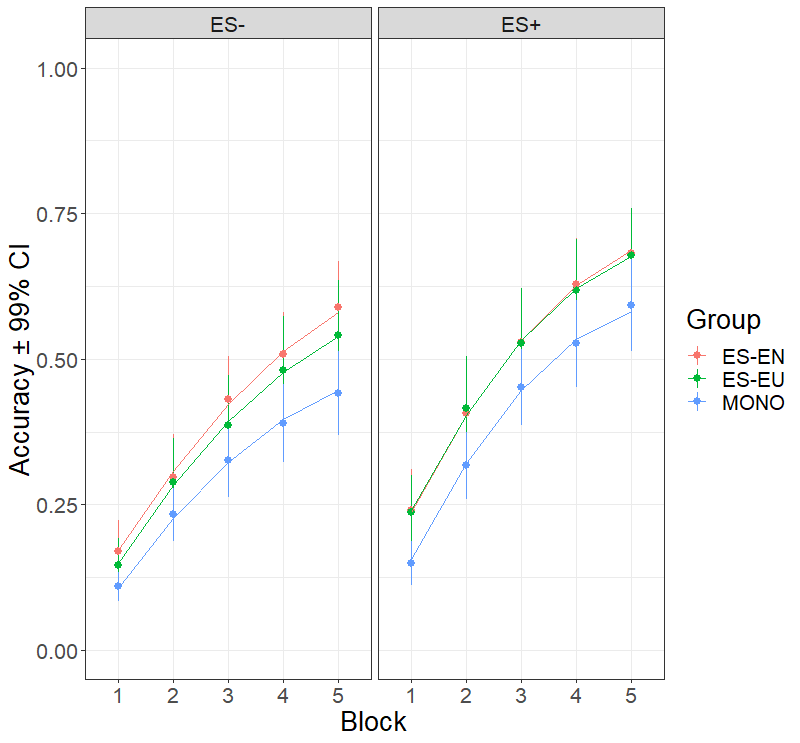 ES-
ES+
Accuracy ± 99% CI
1.00
0.75
0.50
0.25
0.00
1 2 3 4 5
1 2 3 4 5
Block
Group
ES-EN
ES-EU
MONO